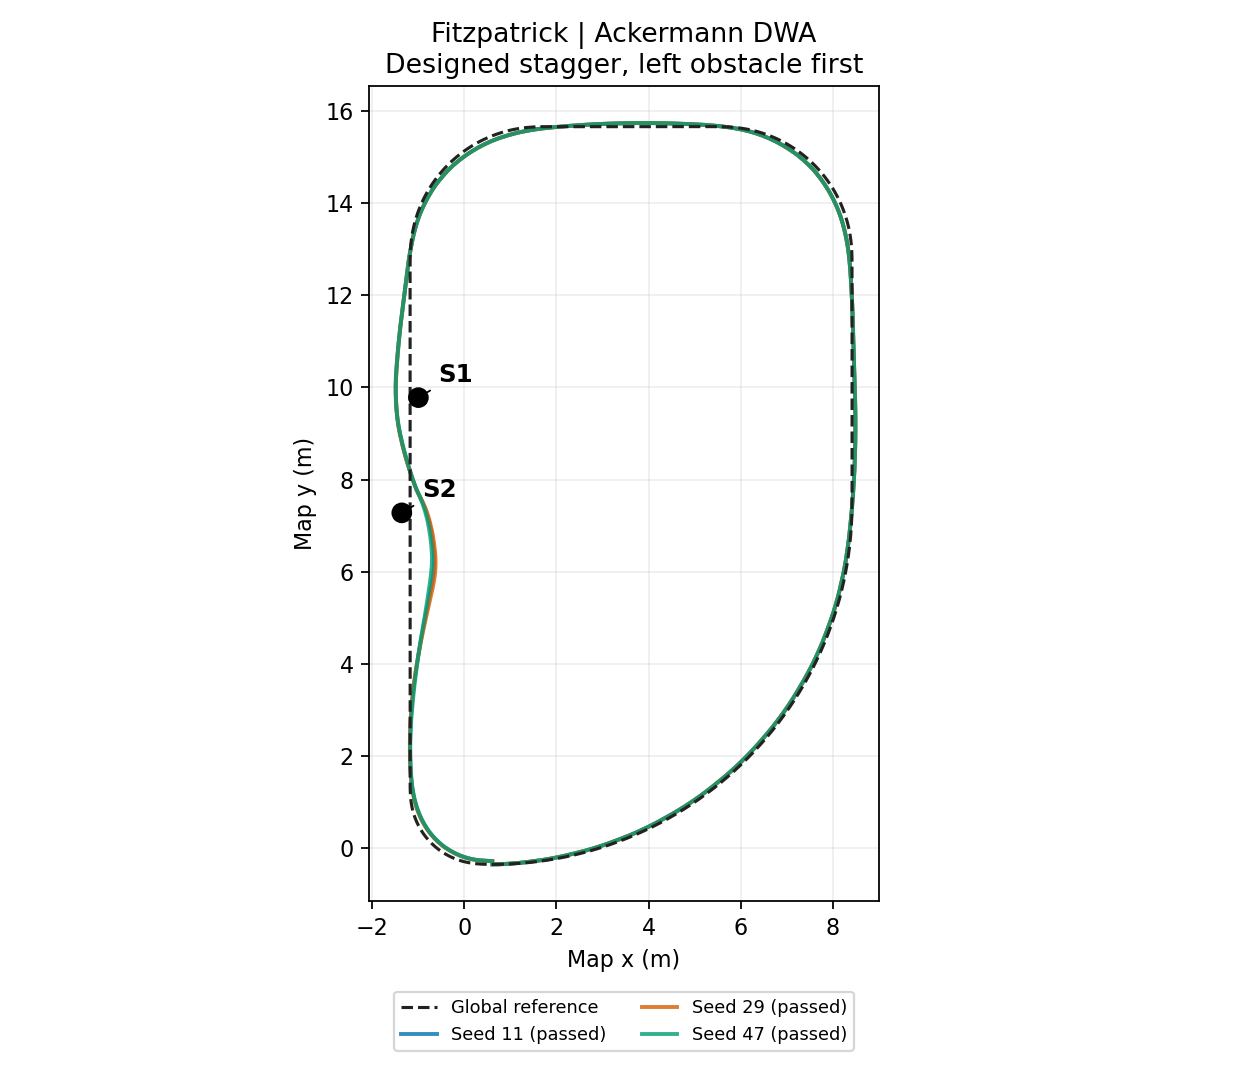 Fitzpatrick | Ackermann DWA
Designed stagger, left obstacle first
16
14
12
10
8
6
4
2
0
Map y (m)
S1
S2
−2
0
2
4
6
8
Map x (m)
Global reference
Seed 11 (passed)
Seed 29 (passed)
Seed 47 (passed)